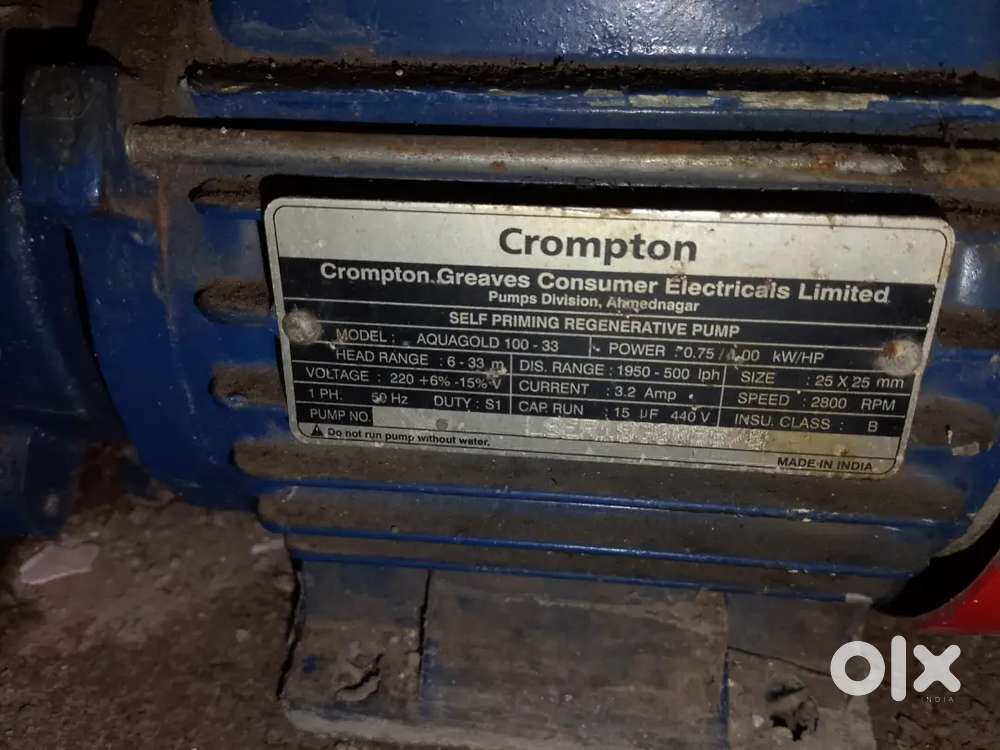 Crompton
Crompton Greaves Consumer Electricals Limited
Pumps Division, Ahmednagar
SELF PRIMING REGENERATIVE PUMP
MODEL : AQUAGOLD 100 - 33 POWER : 0.75 / 1.00 kW/HP
HEAD RANGE : 6 - 33 m DIS. RANGE : 1950 - 500 lph SIZE : 25 X 25 mm
VOLTAGE : 220 +6% -15% V CURRENT : 3.2 Amp SPEED : 2800 RPM
1 PH. 50 Hz DUTY : S1 CAP. RUN : 15 µF 440 V INSU. CLASS : B
PUMP NO.
Do not run pump without water.
MADE IN INDIA
olx
INDIA